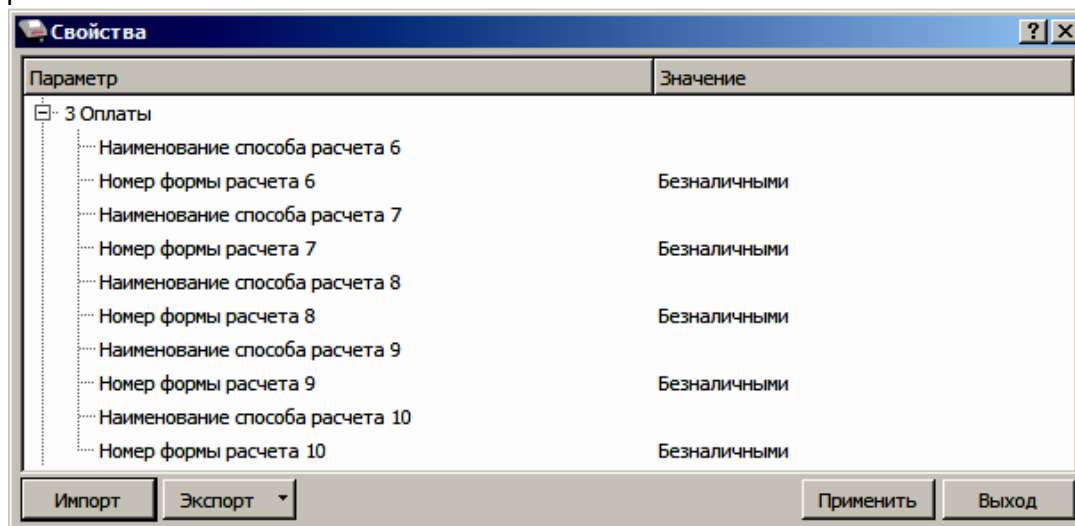 Свойства
Параметр Значение
3 Оплаты
Наименование способа расчета 6
Номер формы расчета 6 Безналичными
Наименование способа расчета 7
Номер формы расчета 7 Безналичными
Наименование способа расчета 8
Номер формы расчета 8 Безналичными
Наименование способа расчета 9
Номер формы расчета 9 Безналичными
Наименование способа расчета 10
Номер формы расчета 10 Безналичными
Импорт Экспорт Применить Выход